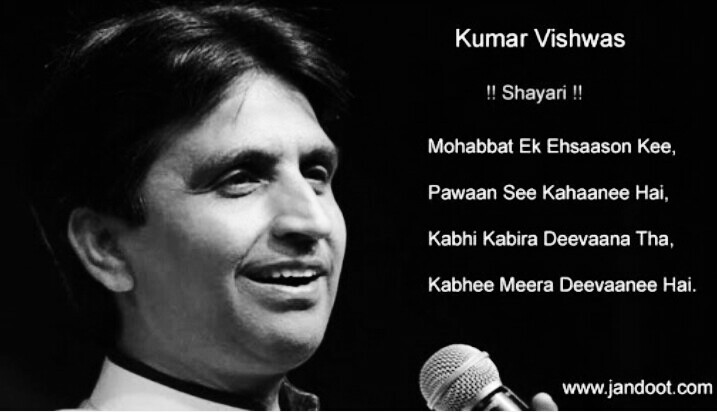 Kumar Vishwas
!! Shayari !!
Mohabbat Ek Ehsaason Kee,
Pawaan See Kahaanee Hai,
Kabhi Kabira Deevaana Tha,
Kabhee Meera Deevaanee Hai.
www.jandoot.com